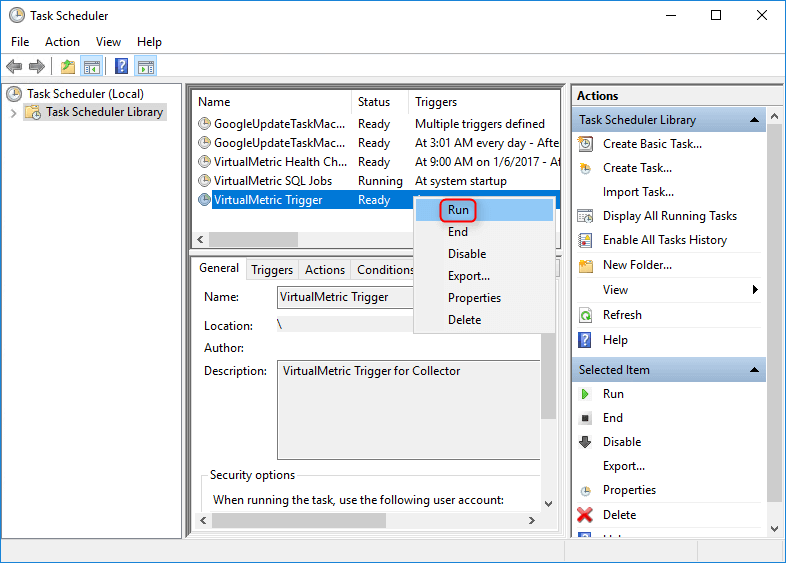 Task Scheduler
File Action View Help
Task Scheduler (Local)
Task Scheduler Library
Name Status Triggers
GoogleUpdateTaskMac... Ready Multiple triggers defined
GoogleUpdateTaskMac... Ready At 3:01 AM every day - After
VirtualMetric Health Ch... Ready At 9:00 AM on 1/6/2017 - Afte
VirtualMetric SQL Jobs Running At system startup
VirtualMetric Trigger Ready
Run
End
Disable
Export...
Properties
Delete
General Triggers Actions Conditions
Name: VirtualMetric Trigger
Location: \
Author:
Description: VirtualMetric Trigger for Collector
Security options
When running the task, use the following user account:
Actions
Task Scheduler Library
Create Basic Task...
Create Task...
Import Task...
Display All Running Tasks
Enable All Tasks History
New Folder...
View
Refresh
Help
Selected Item
Run
End
Disable
Export...
Properties
Delete